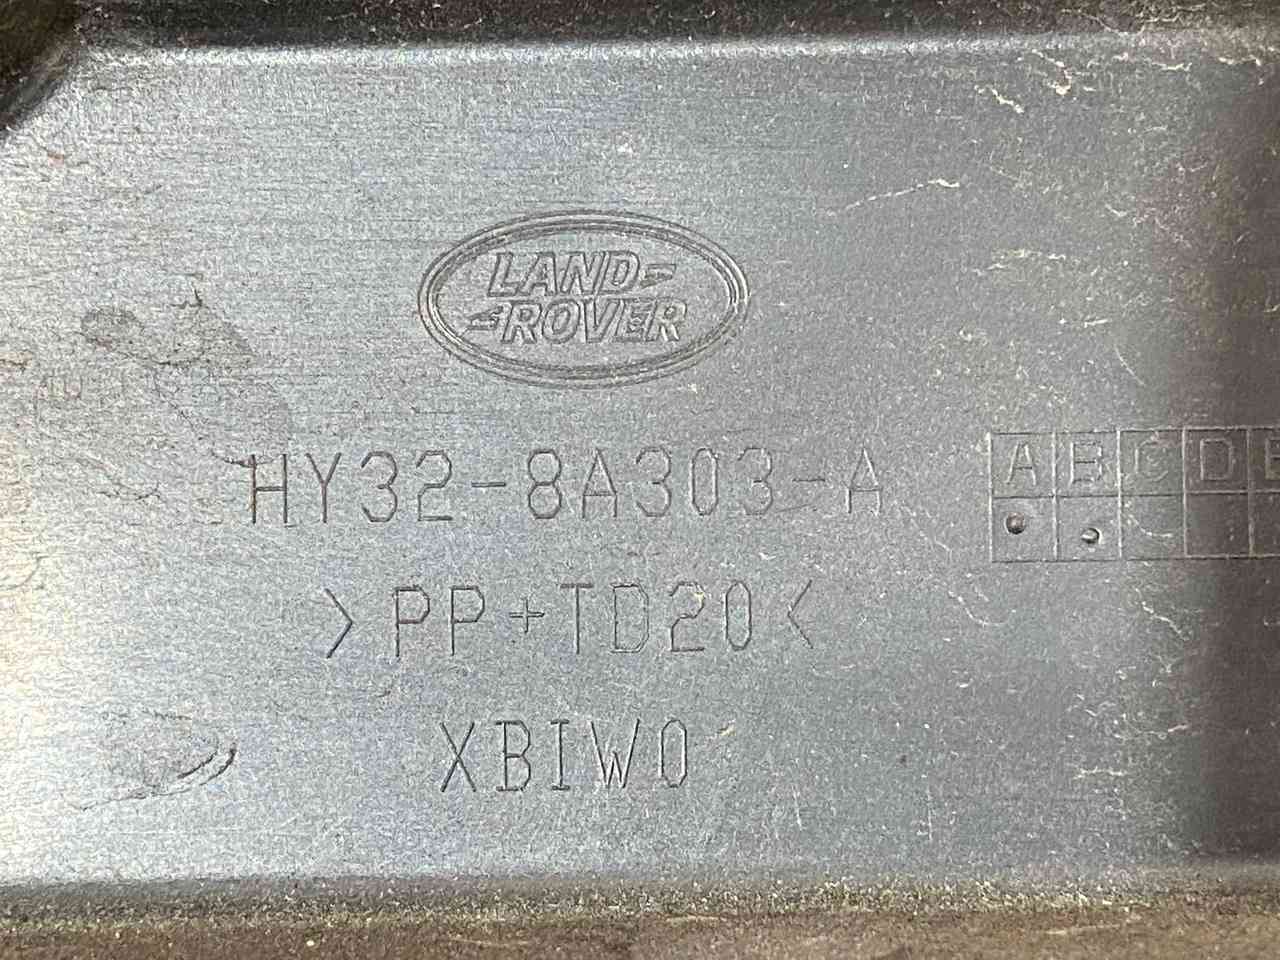 LAND
ROVER
HY32-8A303-A
A B C D
>PP+TD20<
XBIW0